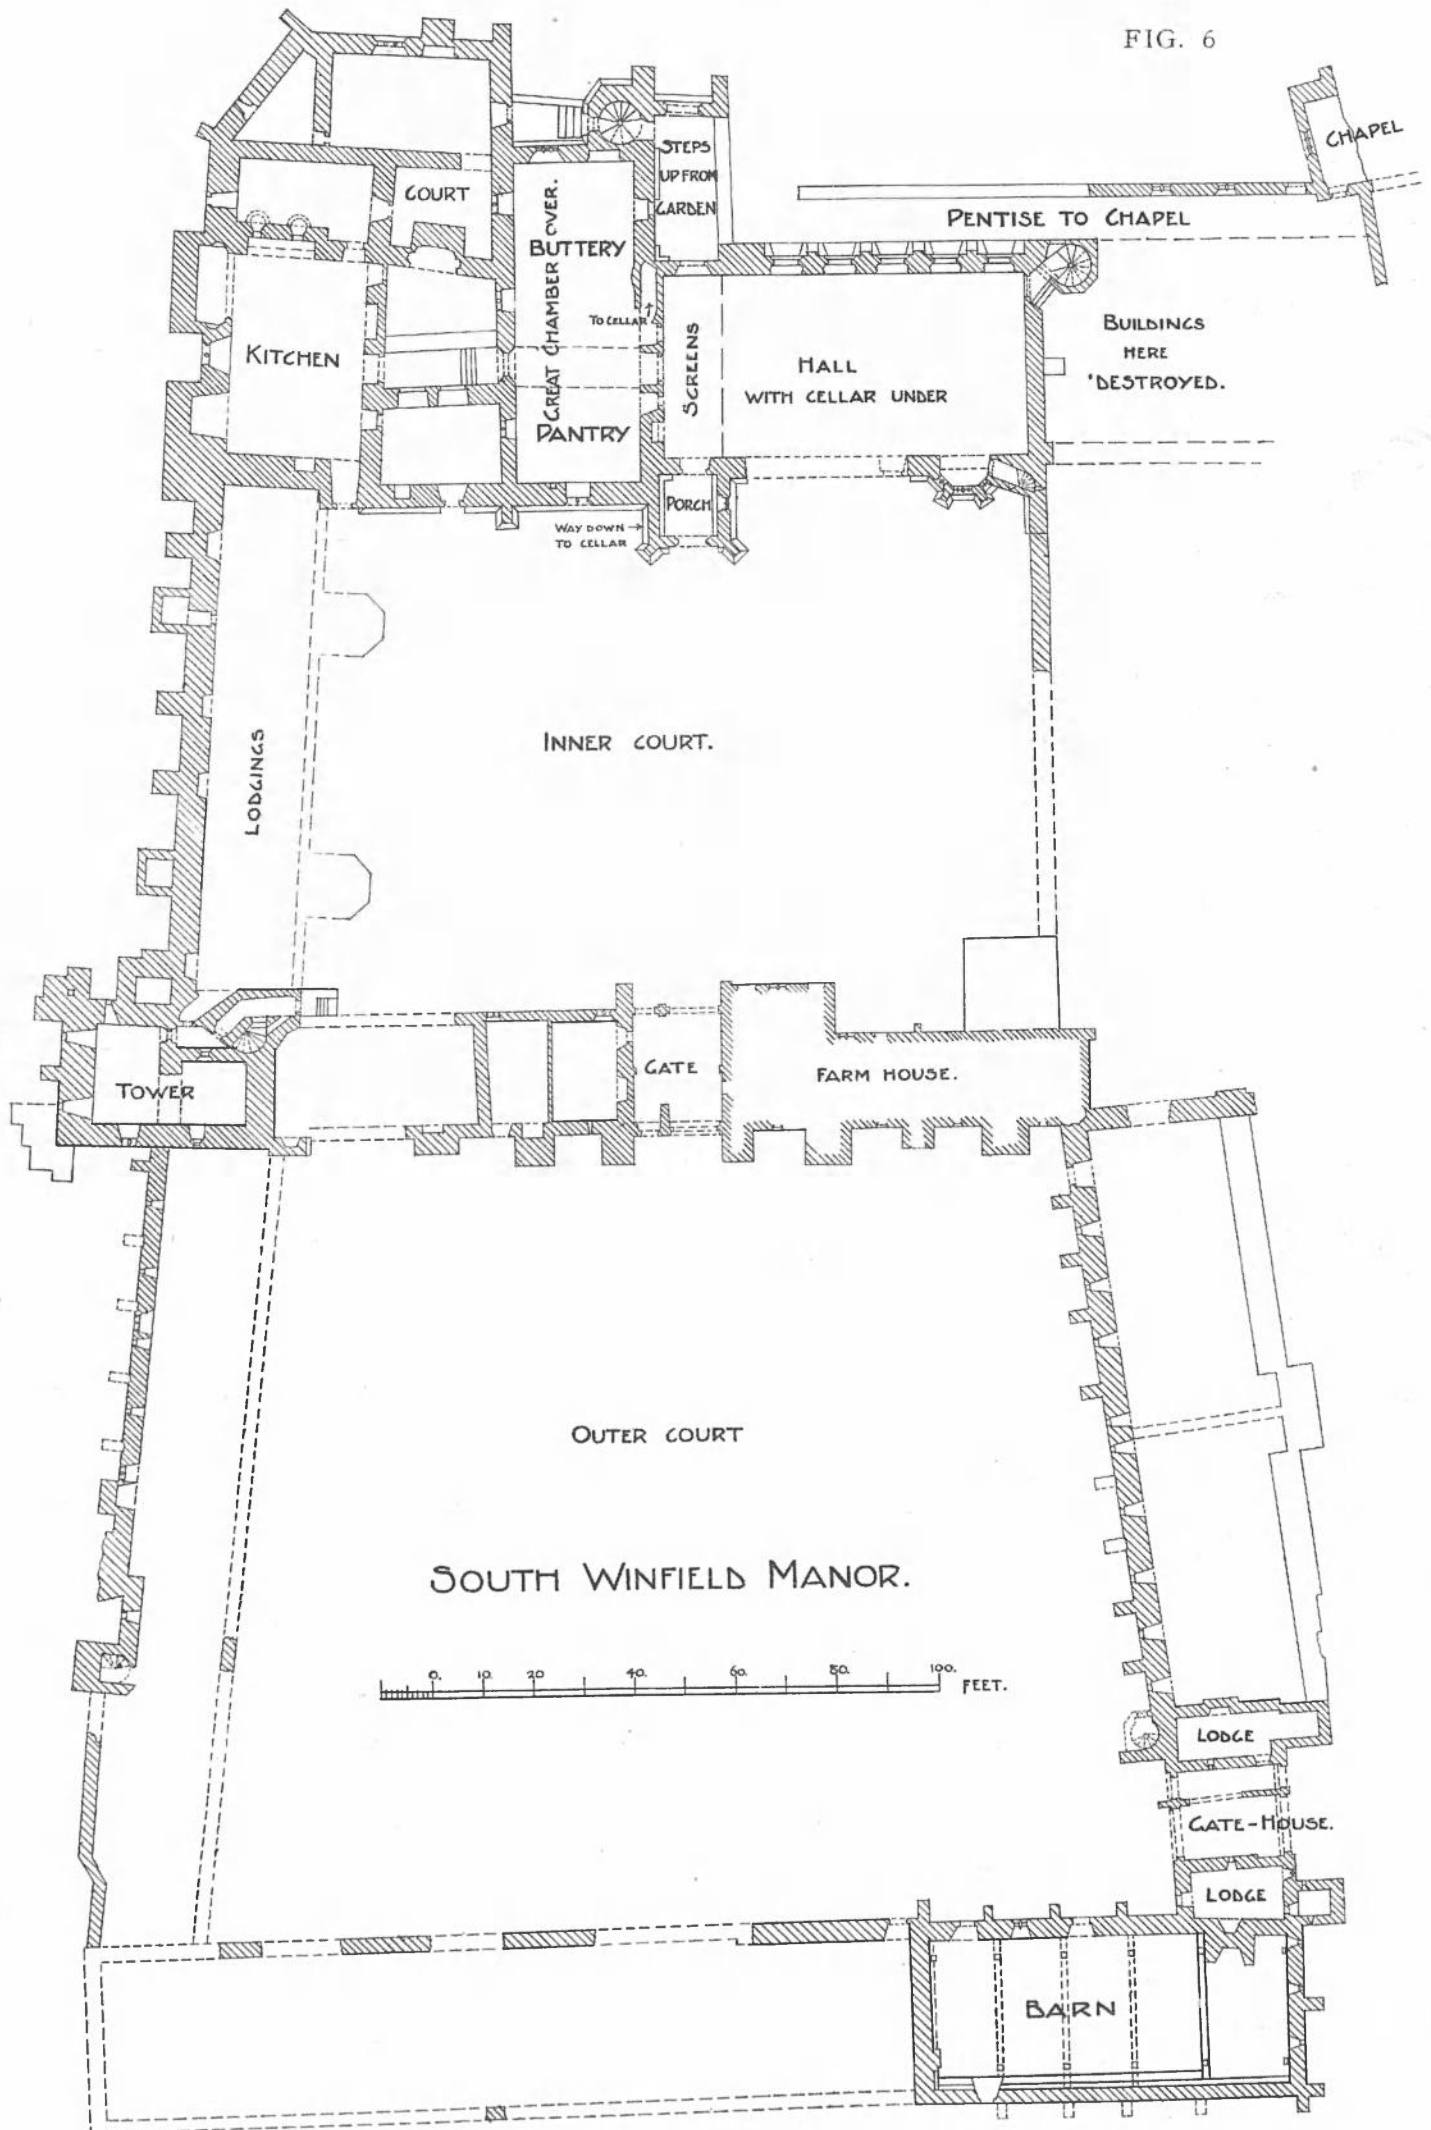 FIG. 6
CHAPEL
STEPS
UP FROM
GARDEN
COURT
PENTISE TO CHAPEL
BUTTERY
GREAT CHAMBER OVER.
TO CELLAR
SCREENS
KITCHEN
HALL
WITH CELLAR UNDER
BUILDINGS
HERE
'DESTROYED.
PANTRY
PORCH
WAY DOWN
TO CELLAR
INNER COURT.
LODGINGS
TOWER
GATE
FARM HOUSE.
OUTER COURT
SOUTH WINFIELD MANOR.
0. 10. 20 40. 60. 80. 100.
FEET.
LODGE
GATE-HOUSE.
LODGE
BARN